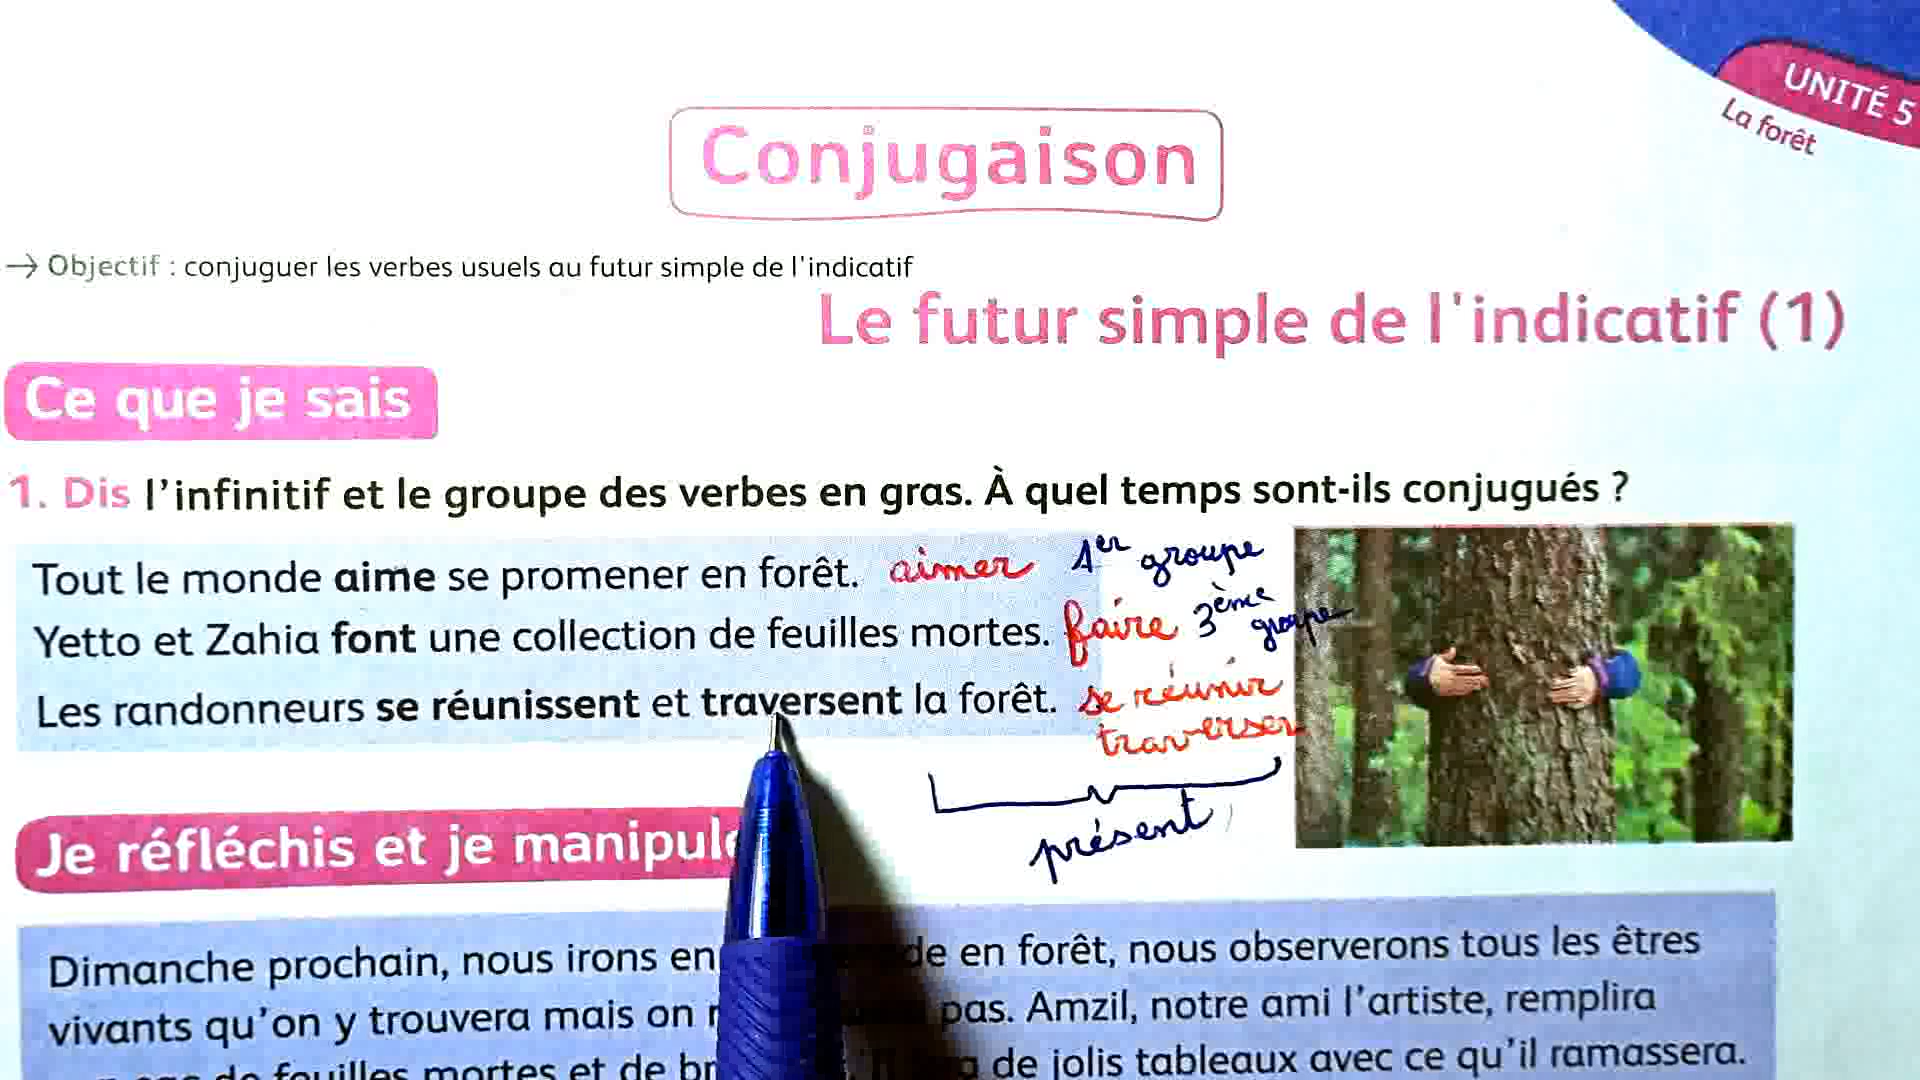 UNITÉ 5
La forêt
Conjugaison
→ Objectif : conjuguer les verbes usuels au futur simple de l'indicatif
Le futur simple de l'indicatif (1)
Ce que je sais
1. Dis l'infinitif et le groupe des verbes en gras. À quel temps sont-ils conjugués ?
Tout le monde aime se promener en forêt. aimer 1er groupe
Yetto et Zahia font une collection de feuilles mortes. faire 3ème groupe
Les randonneurs se réunissent et traversent la forêt. se réunir
traverser
présent
Je réfléchis et je manipule
Dimanche prochain, nous irons en en forêt, nous observerons tous les êtres
vivants qu'on y trouvera mais on pas. Amzil, notre ami l'artiste, remplira
de feuilles mortes et de de jolis tableaux avec ce qu'il ramassera.